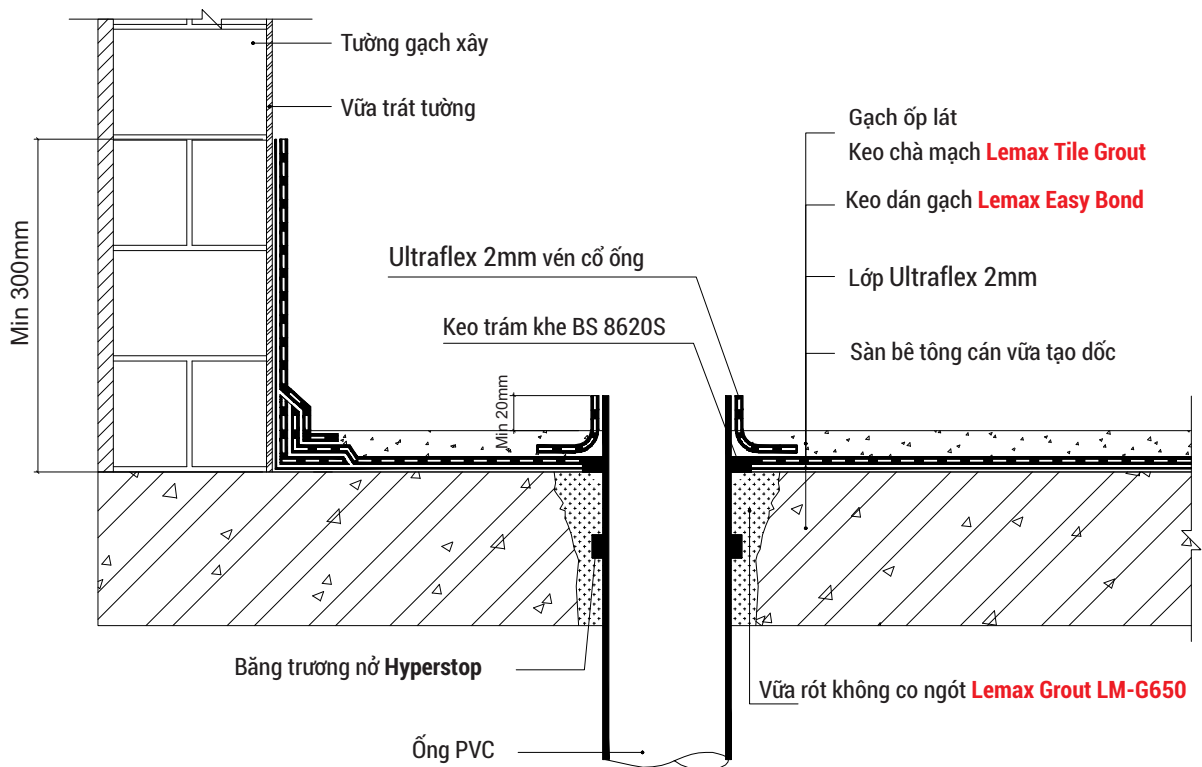 Tường gạch xây
Vữa trát tường
Gạch ốp lát
Keo chà mạch Lemax Tile Grout
Keo dán gạch Lemax Easy Bond
Ultraflex 2mm vén cổ ống
Lớp Ultraflex 2mm
Keo trám khe BS 8620S
Sàn bê tông cán vữa tạo dốc
Min 300mm
Min 20mm
Băng trương nở Hyperstop
Vữa rót không co ngót Lemax Grout LM-G650
Ống PVC